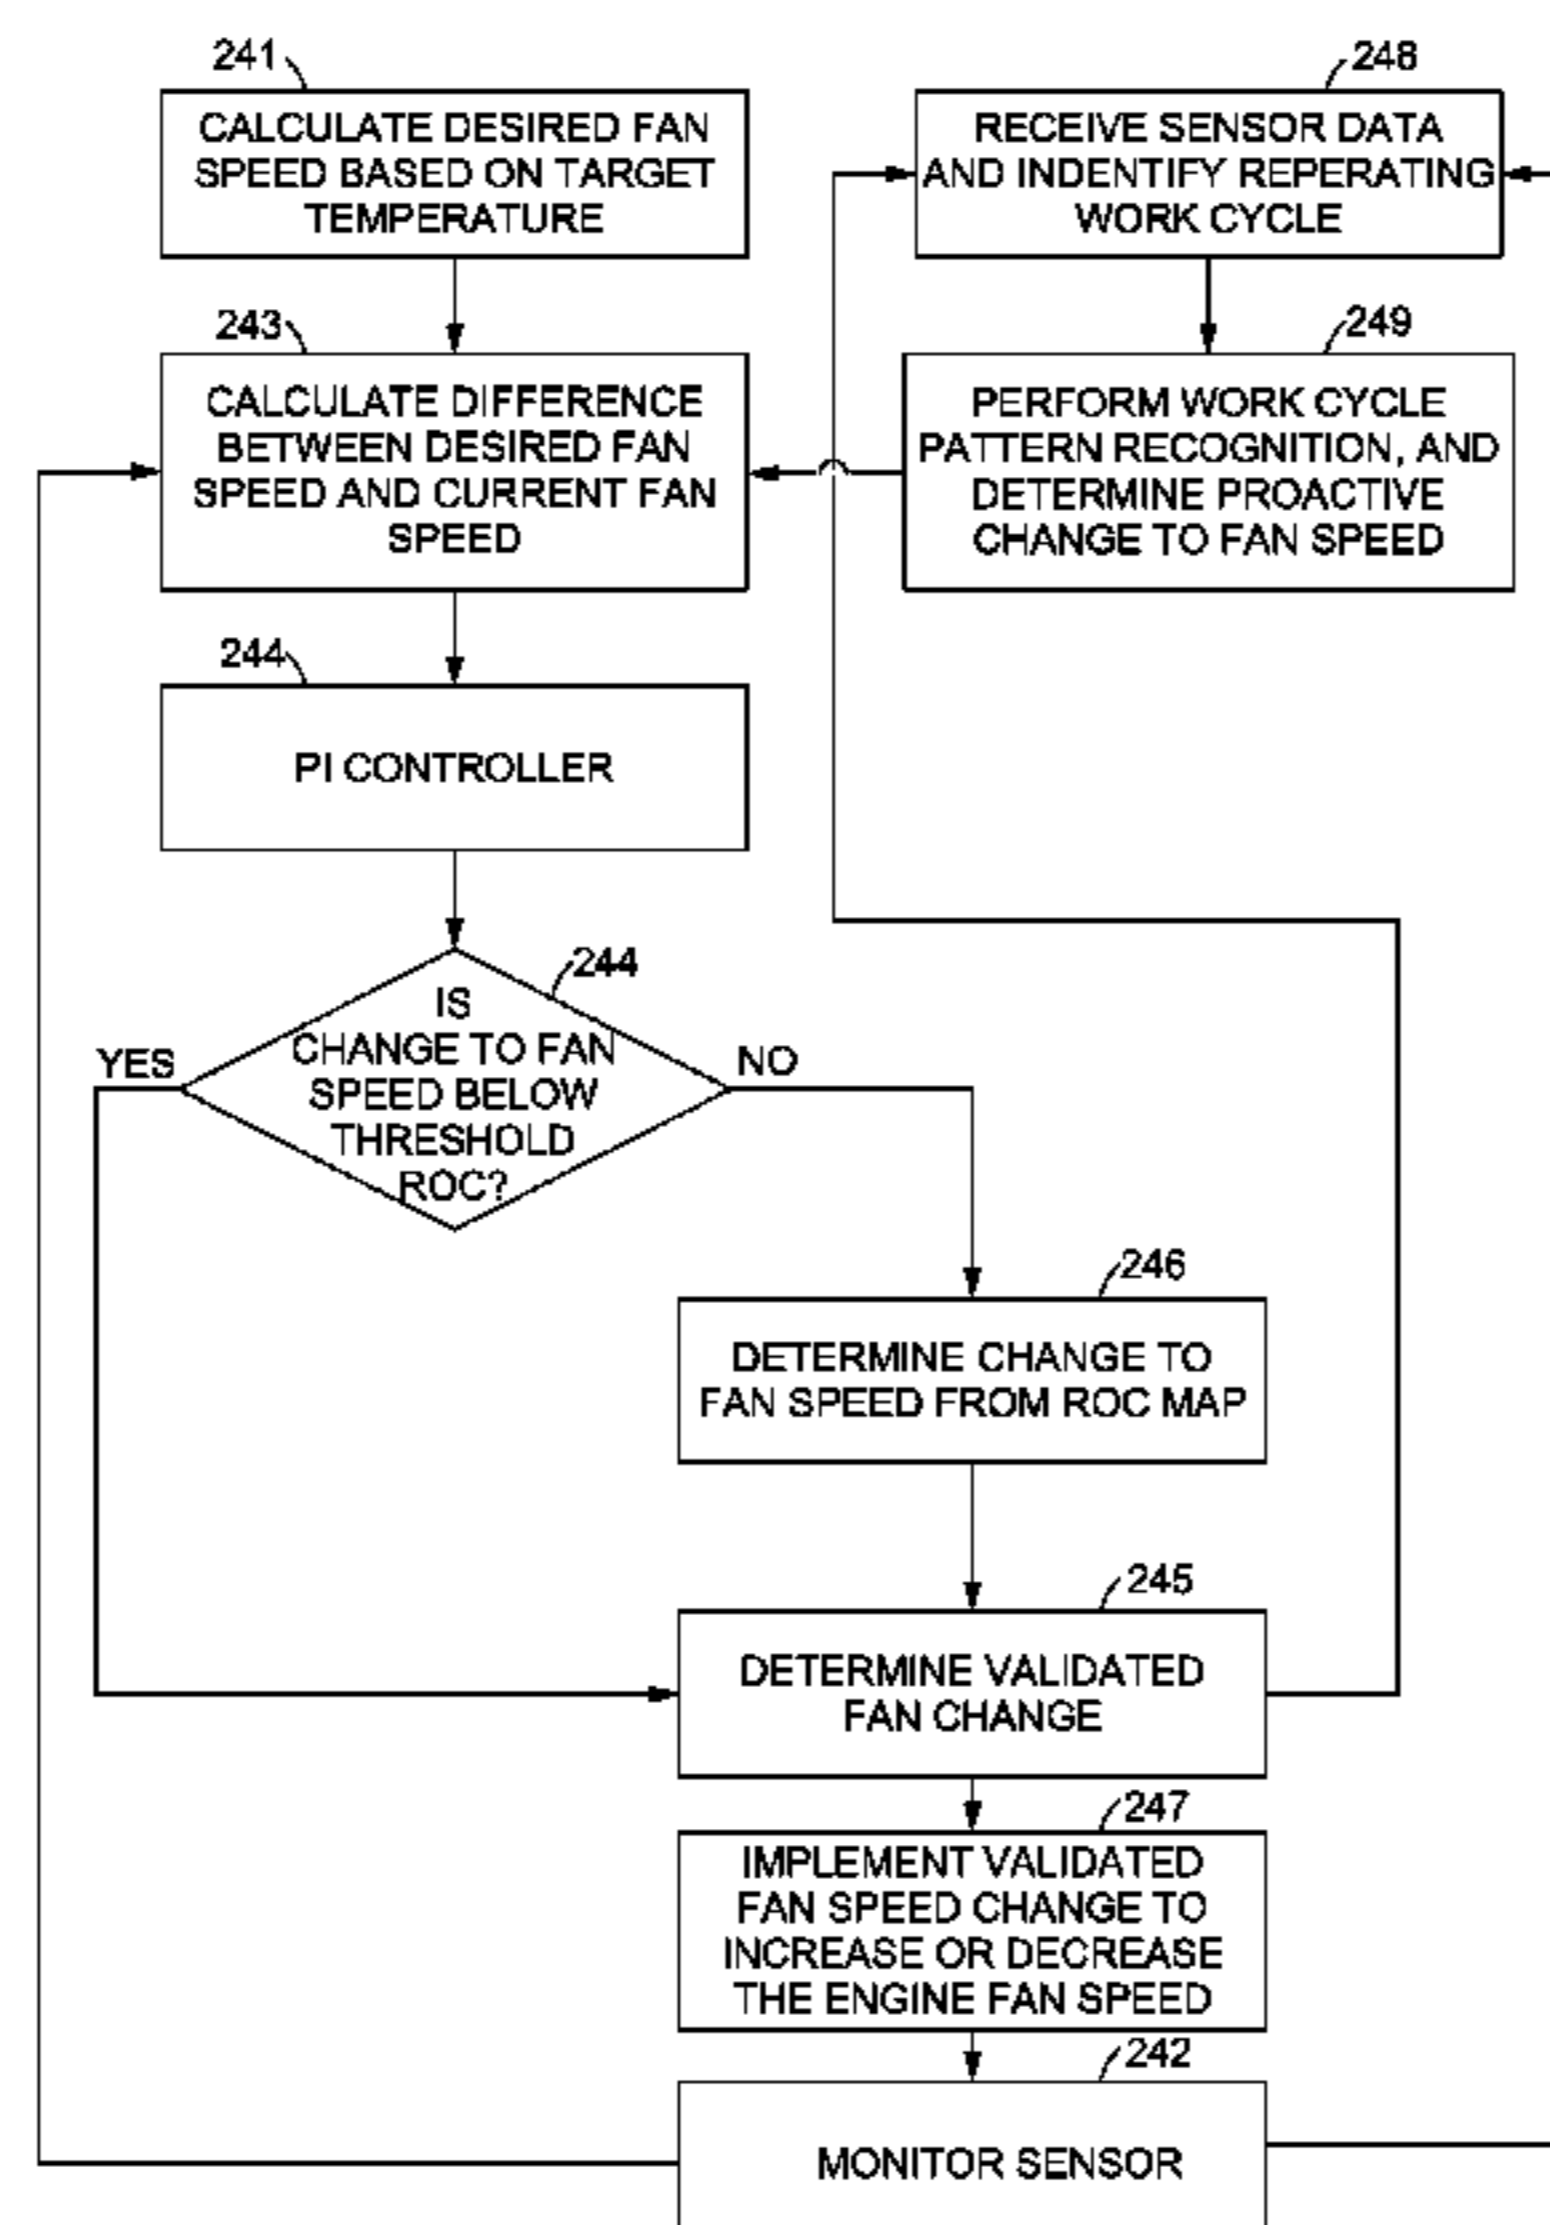 241
CALCULATE DESIRED FAN
SPEED BASED ON TARGET
TEMPERATURE
248
RECEIVE SENSOR DATA
AND INDENTIFY REPERATING
WORK CYCLE
243
CALCULATE DIFFERENCE
BETWEEN DESIRED FAN
SPEED AND CURRENT FAN
SPEED
249
PERFORM WORK CYCLE
PATTERN RECOGNITION, AND
DETERMINE PROACTIVE
CHANGE TO FAN SPEED
244
PI CONTROLLER
244
IS
CHANGE TO FAN
SPEED BELOW
THRESHOLD
ROC?
YES
NO
246
DETERMINE CHANGE TO
FAN SPEED FROM ROC MAP
245
DETERMINE VALIDATED
FAN CHANGE
247
IMPLEMENT VALIDATED
FAN SPEED CHANGE TO
INCREASE OR DECREASE
THE ENGINE FAN SPEED
242
MONITOR SENSOR